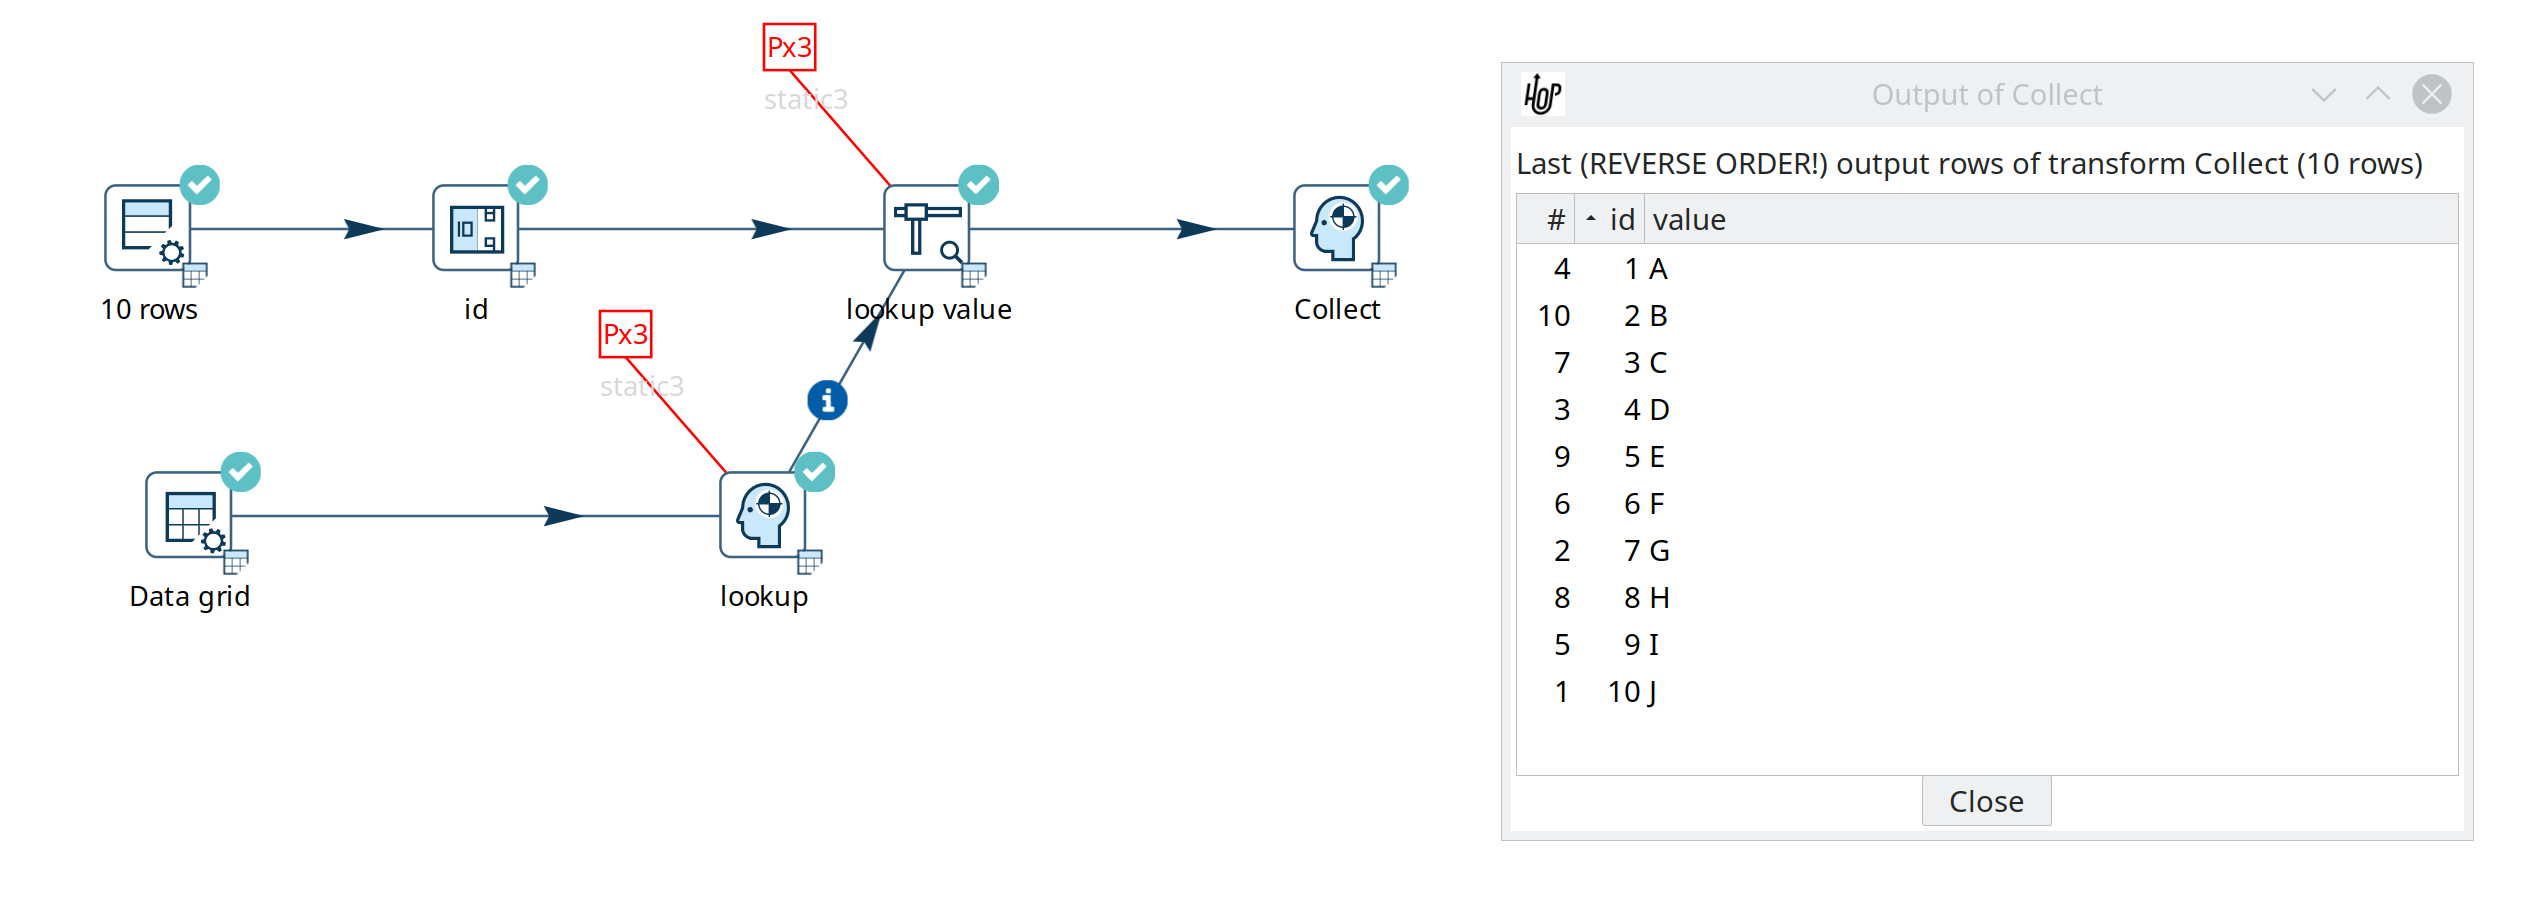 Px3
static3
10 rows
id
lookup value
Collect
Px3
static3
Data grid
lookup
HOP
Output of Collect
Last (REVERSE ORDER!) output rows of transform Collect (10 rows)
# id value
4 1 A
10 2 B
7 3 C
3 4 D
9 5 E
6 6 F
2 7 G
8 8 H
5 9 I
1 10 J
Close